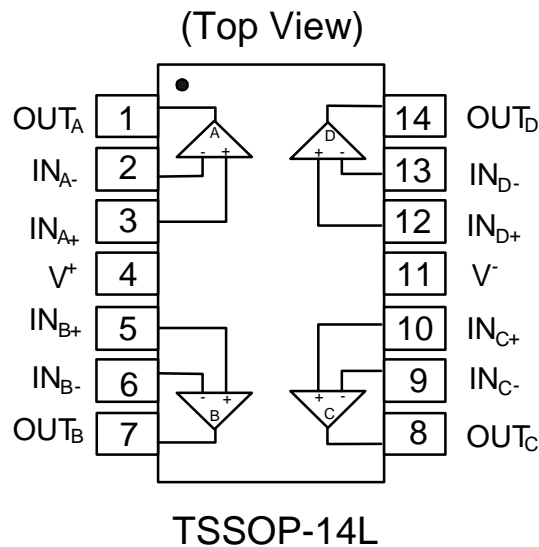 (Top View)
OUTA 1 A 14 OUTD D
INA- 2 - + + - 13 IND-
INA+ 3 12 IND+
V+ 4 11 V-
INB+ 5 10 INC+
INB- 6 - + + - 9 INC-
OUTB 7 B C 8 OUTC
TSSOP-14L